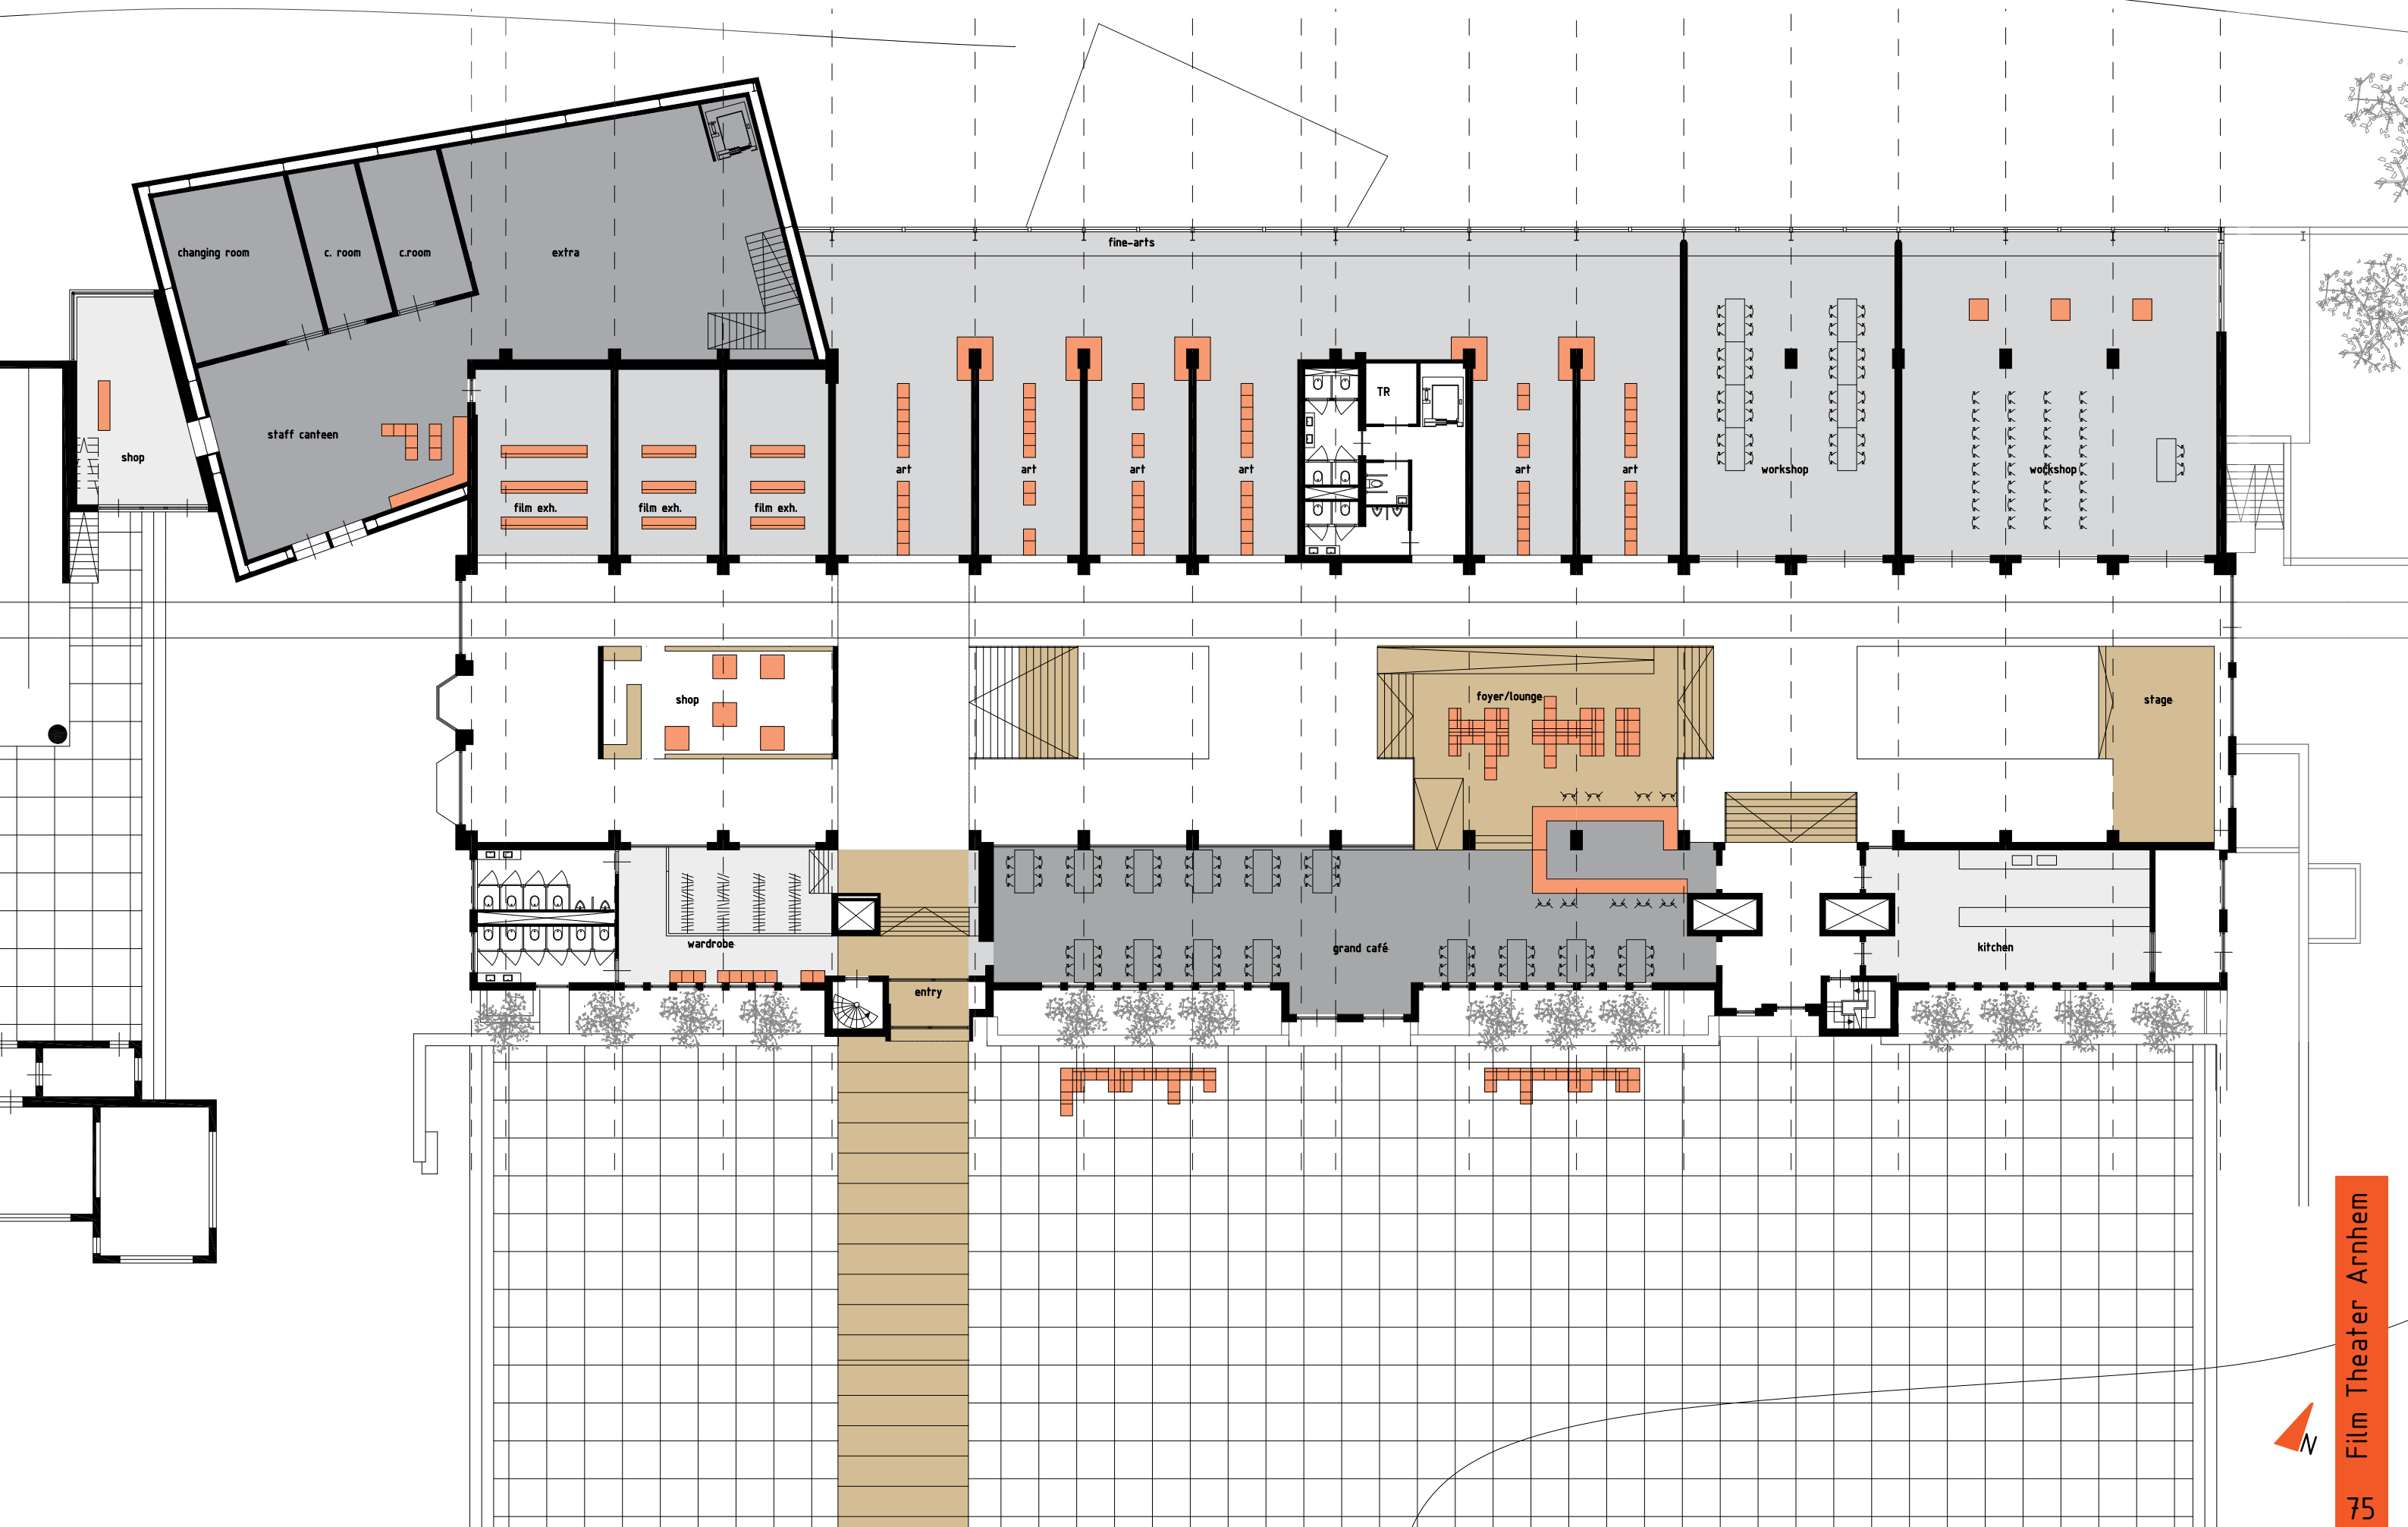 fine-arts
changing room
c. room
c.room
extra
TR
staff canteen
shop
art
art
art
art
art
art
workshop
workshop
film exh.
film exh.
film exh.
shop
foyer/lounge
stage
wardrobe
grand café
kitchen
entry
Film Theater Arnhem
N
75